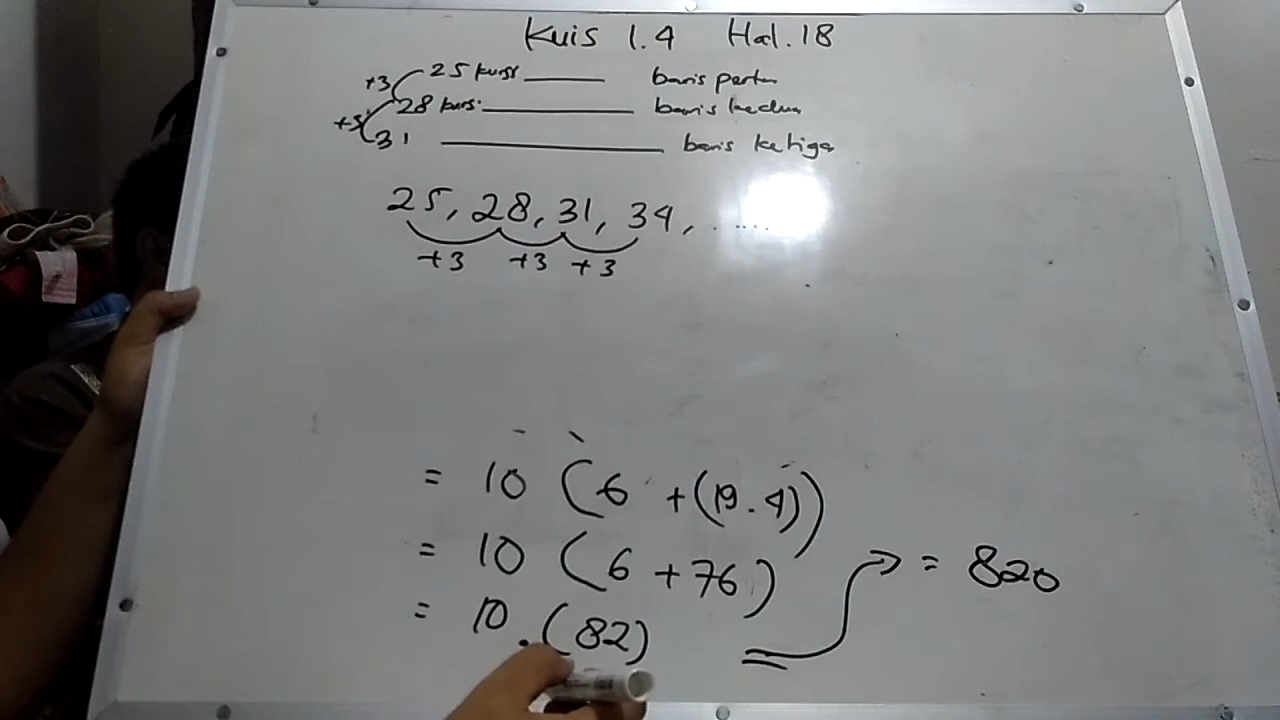 Kuis 1.4 Hal. 18
+3 25 kursi baris
+3 28 kursi baris kedua
31 baris ketiga
25, 28, 31, 34, .....
+3 +3 +3
= 10 (6 + (19 . 4))
= 10 (6 + 76)
= 10 . (82) = 820